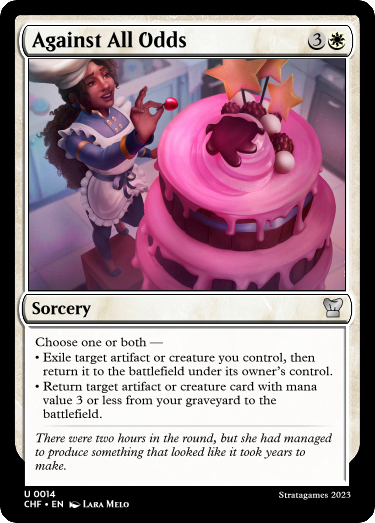 Against All Odds 3
Sorcery
Choose one or both —
• Exile target artifact or creature you control, then
return it to the battlefield under its owner's control.
• Return target artifact or creature card with mana
value 3 or less from your graveyard to the
battlefield.
There were two hours in the round, but she had managed
to produce something that looked like it took years to
make.
U 0014
Stratagames 2023
CHF • EN Lara Melo